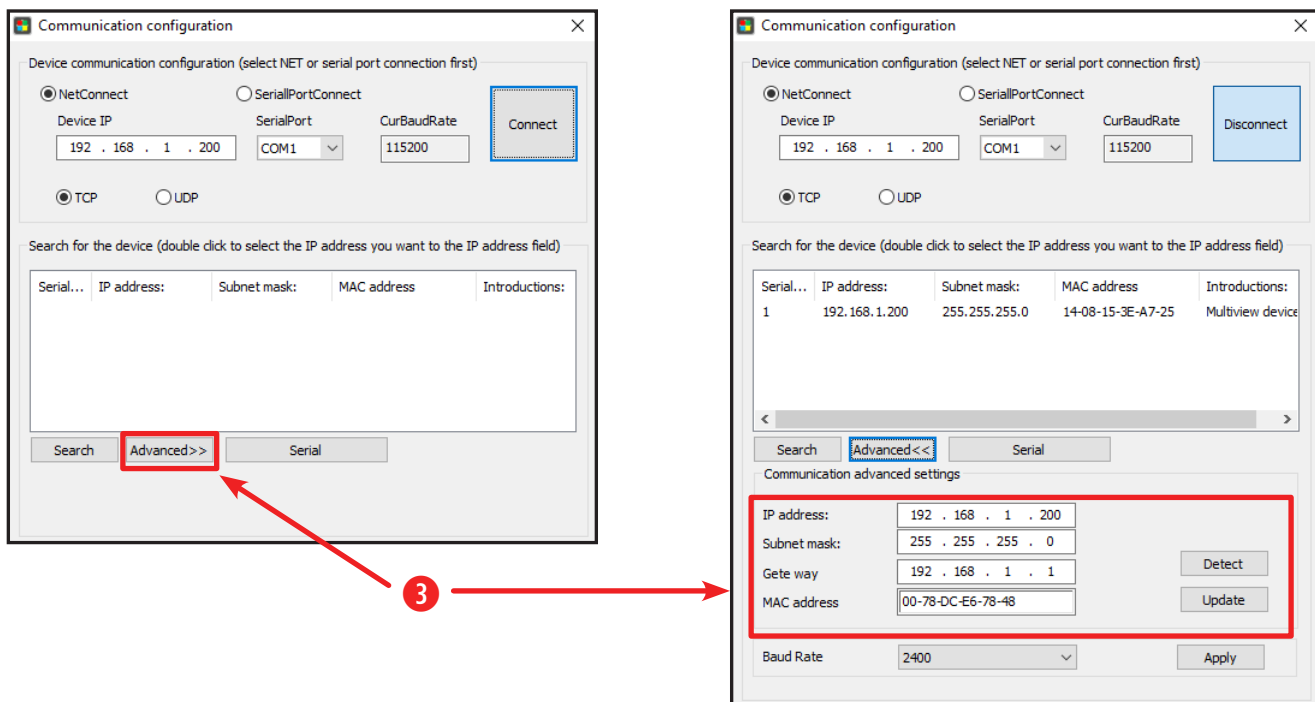 Communication configuration
Device communication configuration (select NET or serial port connection first)
NetConnect SeriallPortConnect
Device IP SerialPort CurBaudRate
192 . 168 . 1 . 200 COM1 115200 Connect
TCP UDP
Search for the device (double click to select the IP address you want to the IP address field)
Serial... IP address: Subnet mask: MAC address Introductions:
Search Advanced>> Serial
3
Communication configuration
Device communication configuration (select NET or serial port connection first)
NetConnect SeriallPortConnect
Device IP SerialPort CurBaudRate
192 . 168 . 1 . 200 COM1 115200 Disconnect
TCP UDP
Search for the device (double click to select the IP address you want to the IP address field)
Serial... IP address: Subnet mask: MAC address Introductions:
1 192.168.1.200 255.255.255.0 14-08-15-3E-A7-25 Multiview device
Search Advanced<< Serial
Communication advanced settings
IP address: 192 . 168 . 1 . 200
Subnet mask: 255 . 255 . 255 . 0
Gete way 192 . 168 . 1 . 1 Detect
MAC address 00-78-DC-E6-78-48 Update
Baud Rate 2400 Apply